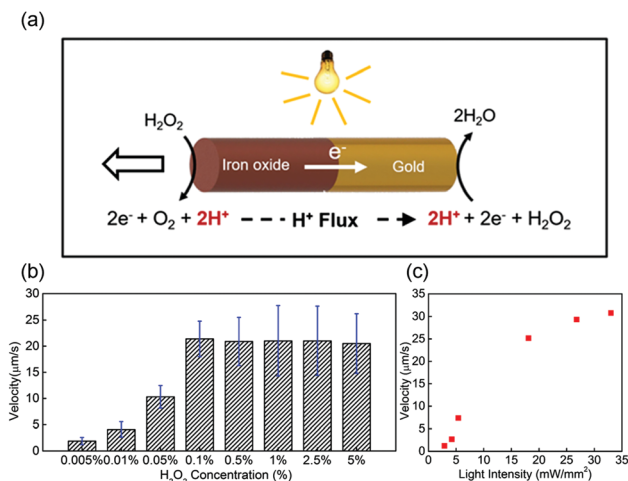 (a)
H₂O₂
2H₂O
e⁻
Iron oxide
Gold
2e⁻ + O₂ + 2H⁺ H⁺ Flux 2H⁺ + 2e⁻ + H₂O₂
(b)
Velocity(μm/s)
30
25
20
15
10
5
0
0.005% 0.01% 0.05% 0.1% 0.5% 1% 2.5% 5%
H₂O₂ Concentration (%)
(c)
Velocity (μm/s)
35
30
25
20
15
10
5
0
0 5 10 15 20 25 30 35
Light Intensity (mW/mm²)